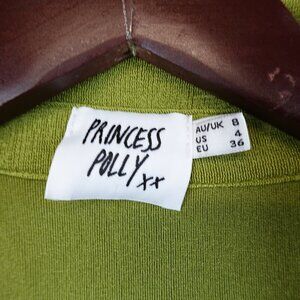 PRINCESS
POLLY xx
AU/UK 8
US 4
EU 36